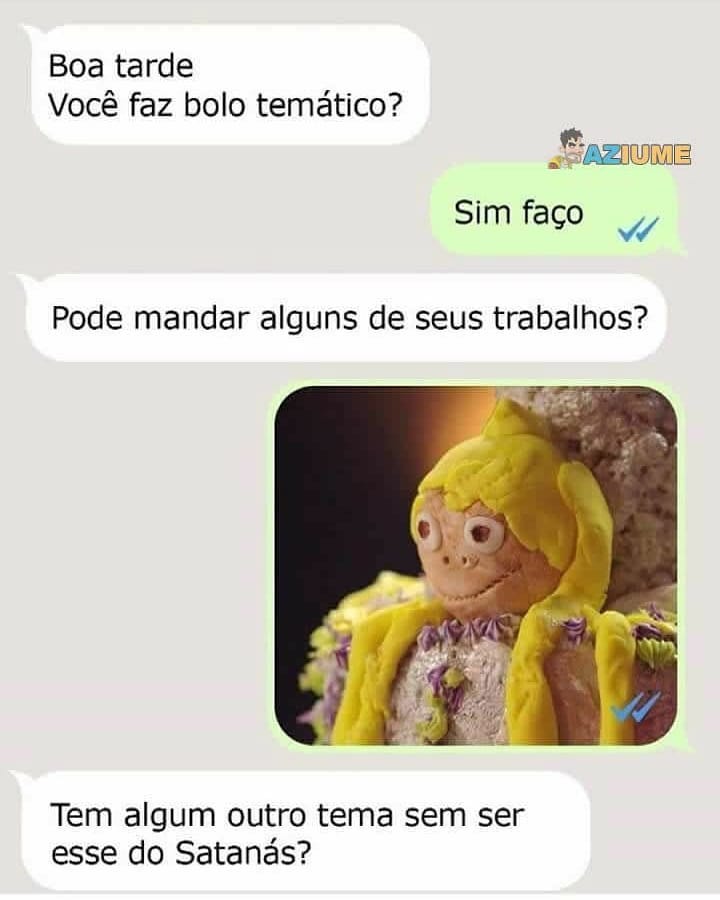 Boa tarde
Você faz bolo temático?
AZIUME
Sim faço
Pode mandar alguns de seus trabalhos?
Tem algum outro tema sem ser
esse do Satanás?